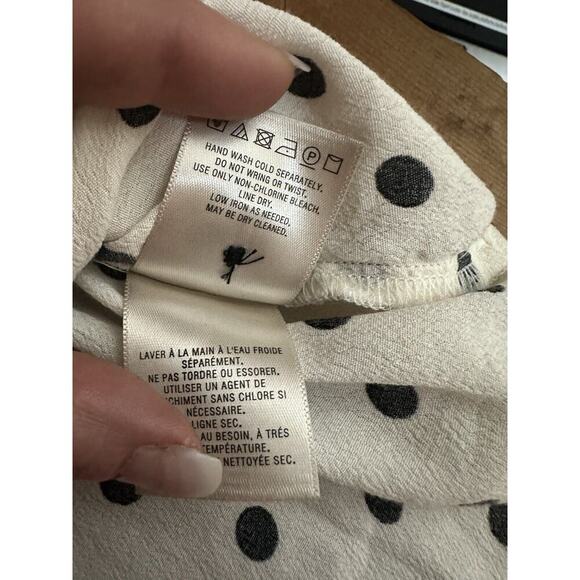 HAND WASH COLD SEPARATELY.
DO NOT WRING OR TWIST.
USE ONLY NON-CHLORINE BLEACH.
LINE DRY.
LOW IRON AS NEEDED.
MAY BE DRY CLEANED.
LAVER À LA MAIN À L'EAU FROIDE
SÉPARÉMENT.
NE PAS TORDRE OU ESSORER.
UTILISER UN AGENT DE
CHIMENT SANS CHLORE SI
NÉCESSAIRE.
LIGNE SEC.
AU BESOIN, À TRÉS
TEMPÉRATURE.
NETTOYÉE SEC.